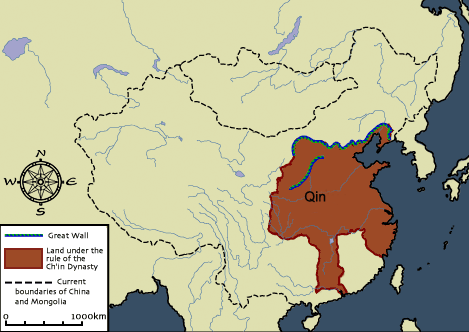 Qin
N
W E
S
Great Wall
Land under the
rule of the
Ch'in Dynasty
Current
boundaries of China
and Mongolia
0 1000km